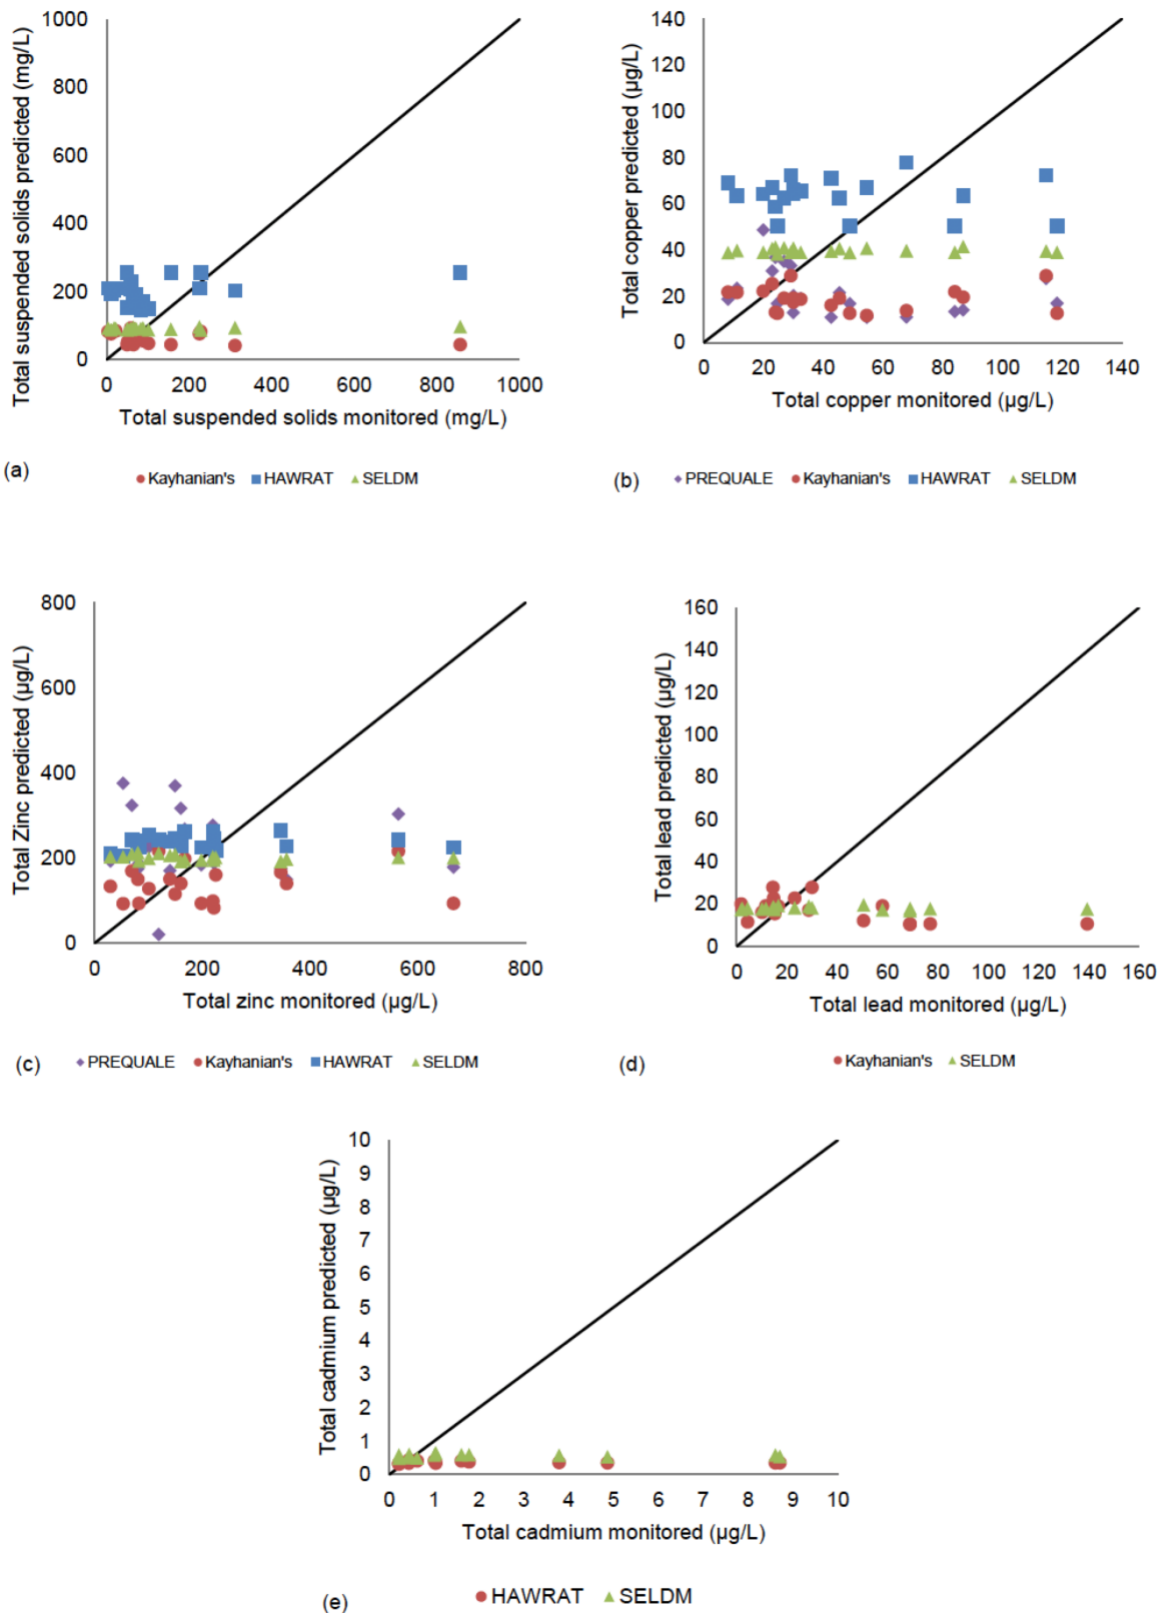 Total suspended solids predicted (mg/L)
1000
800
600
400
200
0
0 200 400 600 800 1000
Total suspended solids monitored (mg/L)
(a)
Kayhanian's HAWRAT SELDM
Total copper predicted (µg/L)
140
120
100
80
60
40
20
0
0 20 40 60 80 100 120 140
Total copper monitored (µg/L)
(b)
PREQUALE Kayhanian's HAWRAT SELDM
Total Zinc predicted (µg/L)
800
600
400
200
0
0 200 400 600 800
Total zinc monitored (µg/L)
(c)
PREQUALE Kayhanian's HAWRAT SELDM
Total lead predicted (µg/L)
160
140
120
100
80
60
40
20
0
0 20 40 60 80 100 120 140 160
Total lead monitored (µg/L)
(d)
Kayhanian's SELDM
Total cadmium predicted (µg/L)
10
9
8
7
6
5
4
3
2
1
0
0 1 2 3 4 5 6 7 8 9 10
Total cadmium monitored (µg/L)
(e)
HAWRAT SELDM